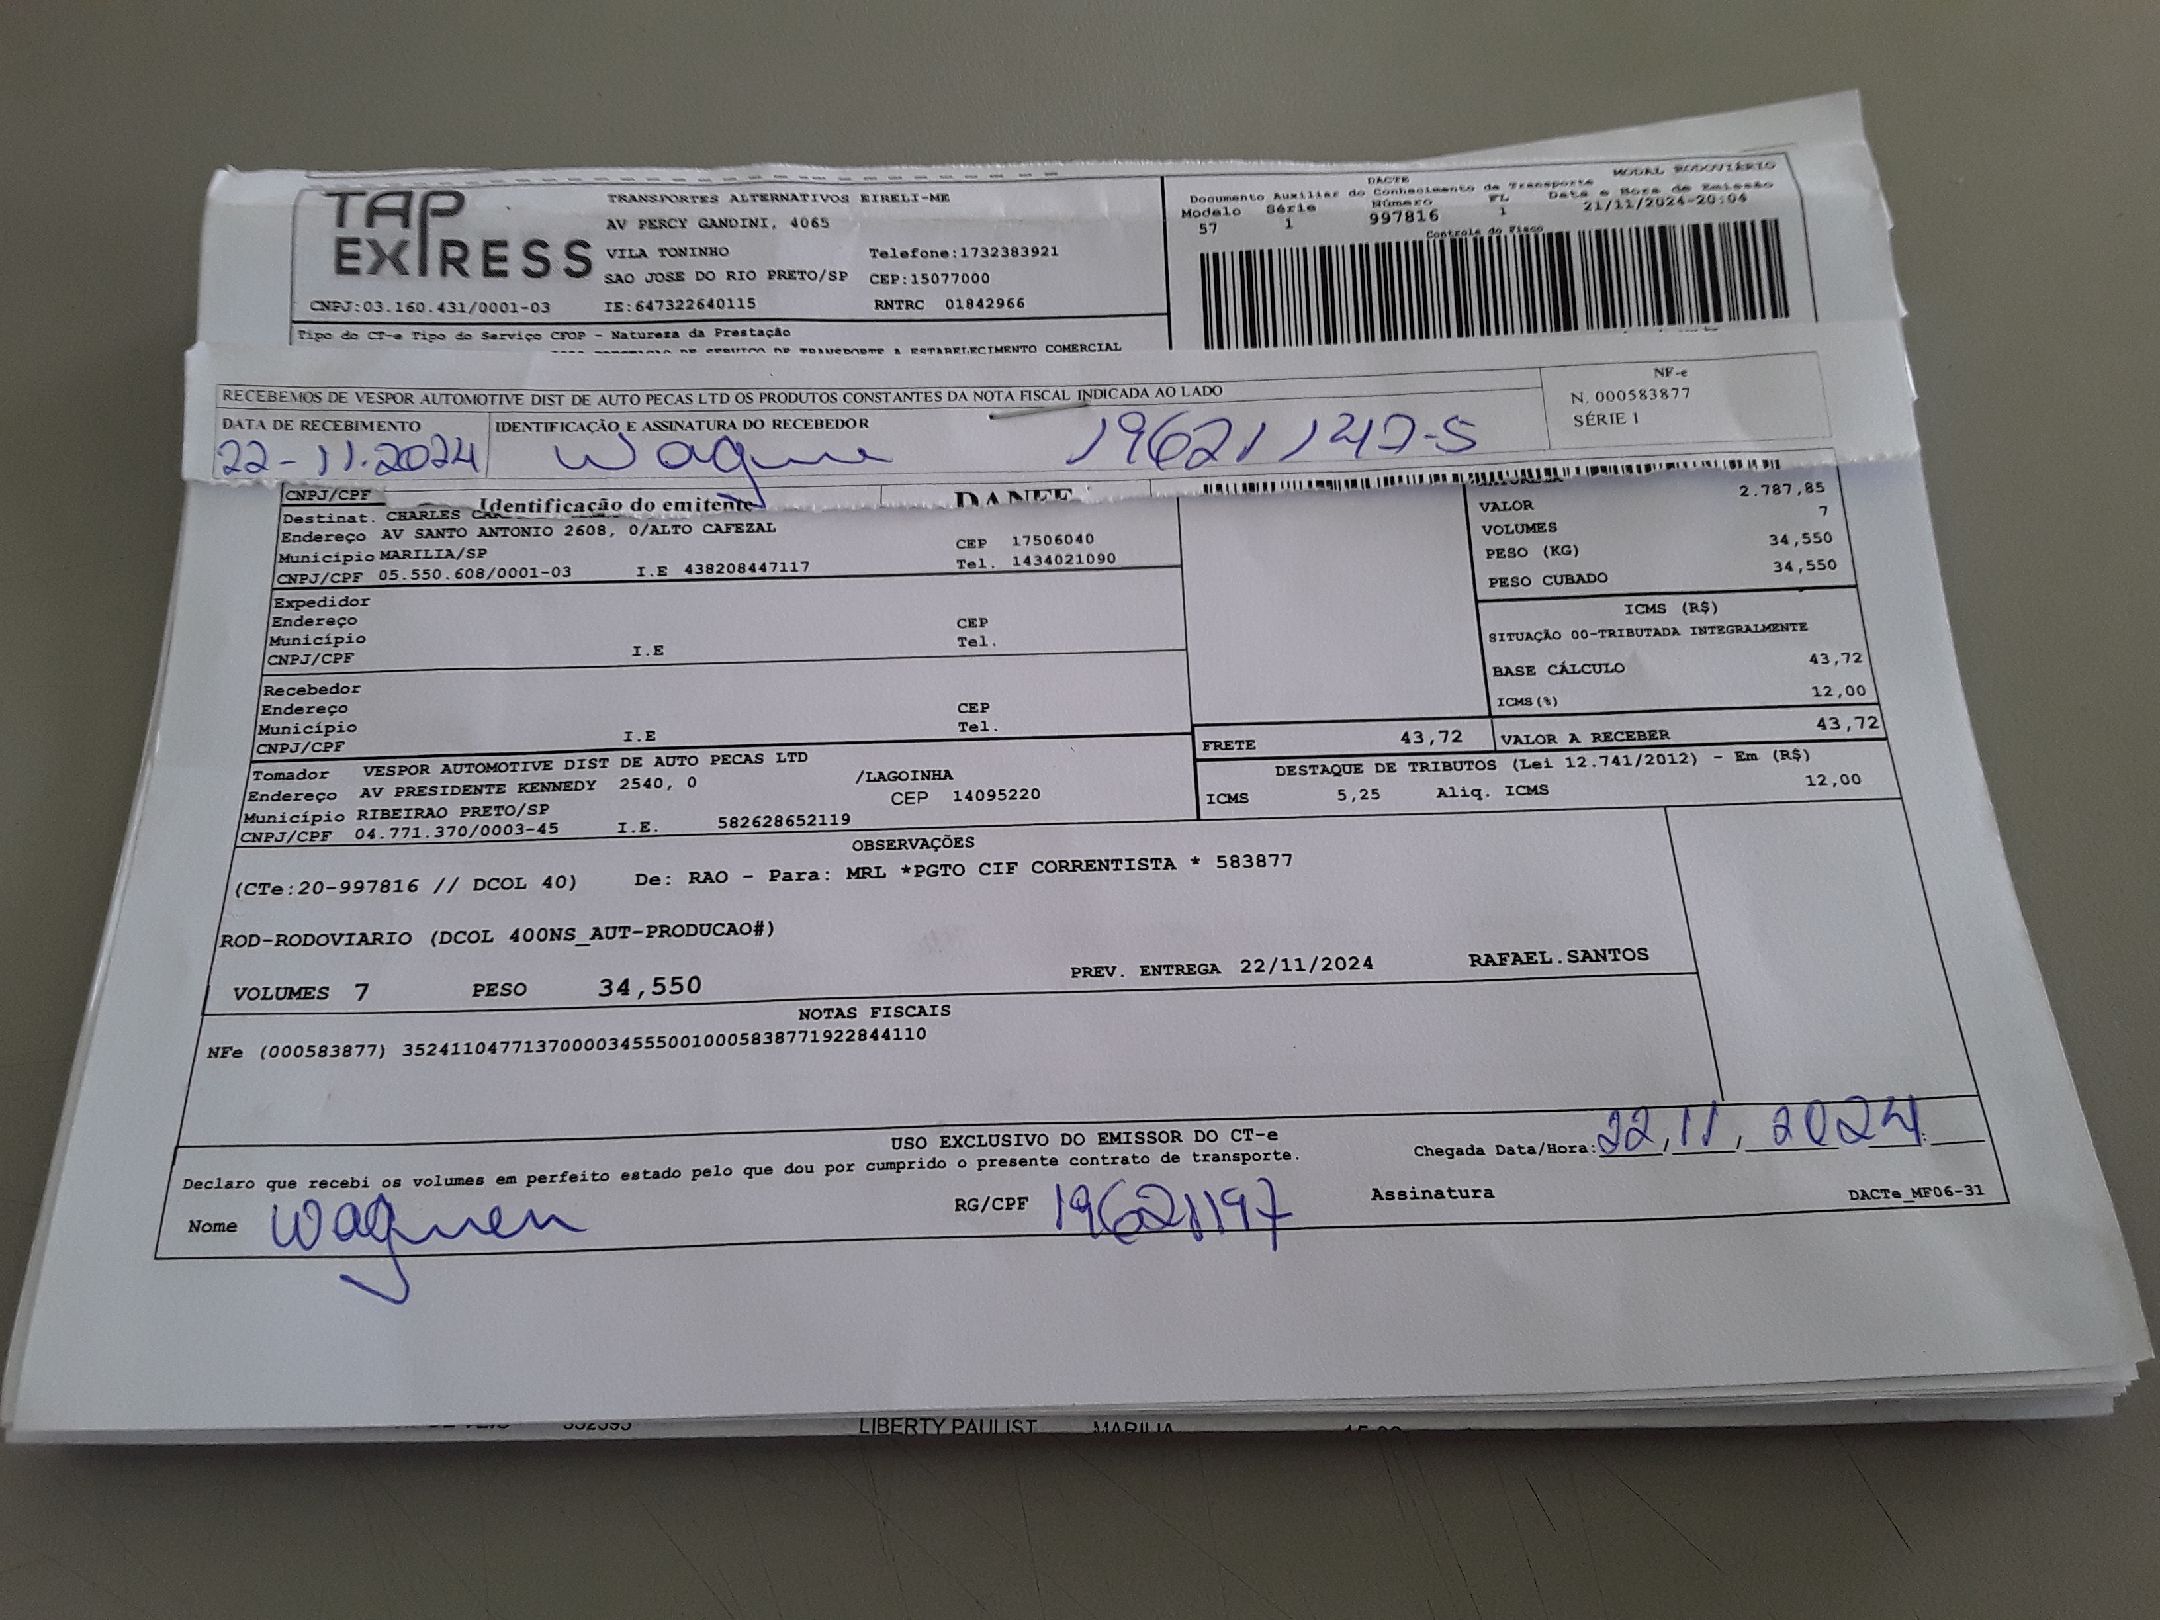 TAP EXPRESS
TRANSPORTES ALTERNATIVOS EIRELI-ME
AV PERCY GANDINI, 4065
VILA TONINHO Telefone:1732383921
SAO JOSE DO RIO PRETO/SP CEP:15077000
CNPJ:03.160.431/0001-03 IE:647322640115 RNTRC 01842966
Tipo do CT-e Tipo do Serviço CFOP - Natureza da Prestação
PRESTACAO DE SERVICO DE TRANSPORTE A ESTABELECIMENTO COMERCIAL
DACTE MODAL RODOVIÁRIO
Documento Auxiliar do Conhecimento de Transporte
Modelo Série Número FL Data e Hora de Emissão
57 1 997816 1 21/11/2024-20:04
Controle do Fisco
RECEBEMOS DE VESPOR AUTOMOTIVE DIST DE AUTO PECAS LTD OS PRODUTOS CONSTANTES DA NOTA FISCAL INDICADA AO LADO
NF-e
N. 000583877
SÉRIE 1
DATA DE RECEBIMENTO IDENTIFICAÇÃO E ASSINATURA DO RECEBEDOR
22-11.2024 Wagner
CNPJ/CPF Identificação do emitente DANFE
Destinat. CHARLES
Endereço AV SANTO ANTONIO 2608, 0/ALTO CAFEZAL CEP 17506040
Município MARILIA/SP Tel. 1434021090
CNPJ/CPF 05.550.608/0001-03 I.E 438208447117
VALOR 2.787,85
VOLUMES 7
PESO (KG) 34,550
PESO CUBADO 34,550
Expedidor
Endereço CEP
Município Tel.
CNPJ/CPF I.E
ICMS (R$)
SITUAÇÃO 00-TRIBUTADA INTEGRALMENTE
BASE CÁLCULO 43,72
ICMS(%) 12,00
Recebedor
Endereço CEP
Município Tel.
CNPJ/CPF I.E
FRETE 43,72 VALOR A RECEBER 43,72
Tomador VESPOR AUTOMOTIVE DIST DE AUTO PECAS LTD
Endereço AV PRESIDENTE KENNEDY 2540, 0 /LAGOINHA
Município RIBEIRAO PRETO/SP CEP 14095220
CNPJ/CPF 04.771.370/0003-45 I.E. 582628652119
DESTAQUE DE TRIBUTOS (Lei 12.741/2012) - Em (R$)
ICMS 5,25 Aliq. ICMS 12,00
OBSERVAÇÕES
(CTe:20-997816 // DCOL 40) De: RAO - Para: MRL *PGTO CIF CORRENTISTA * 583877
ROD-RODOVIARIO (DCOL 400NS_AUT-PRODUCAO#)
VOLUMES 7 PESO 34,550 PREV. ENTREGA 22/11/2024 RAFAEL.SANTOS
NOTAS FISCAIS
NFe (000583877) 35241104771370000345550010005838771922844110
USO EXCLUSIVO DO EMISSOR DO CT-e
Declaro que recebi os volumes em perfeito estado pelo que dou por cumprido o presente contrato de transporte. Chegada Data/Hora: 22,11,2024
Nome Wagner RG/CPF 19621197 Assinatura DACTe_MF06-31
LIBERTY PAULIST MARILIA